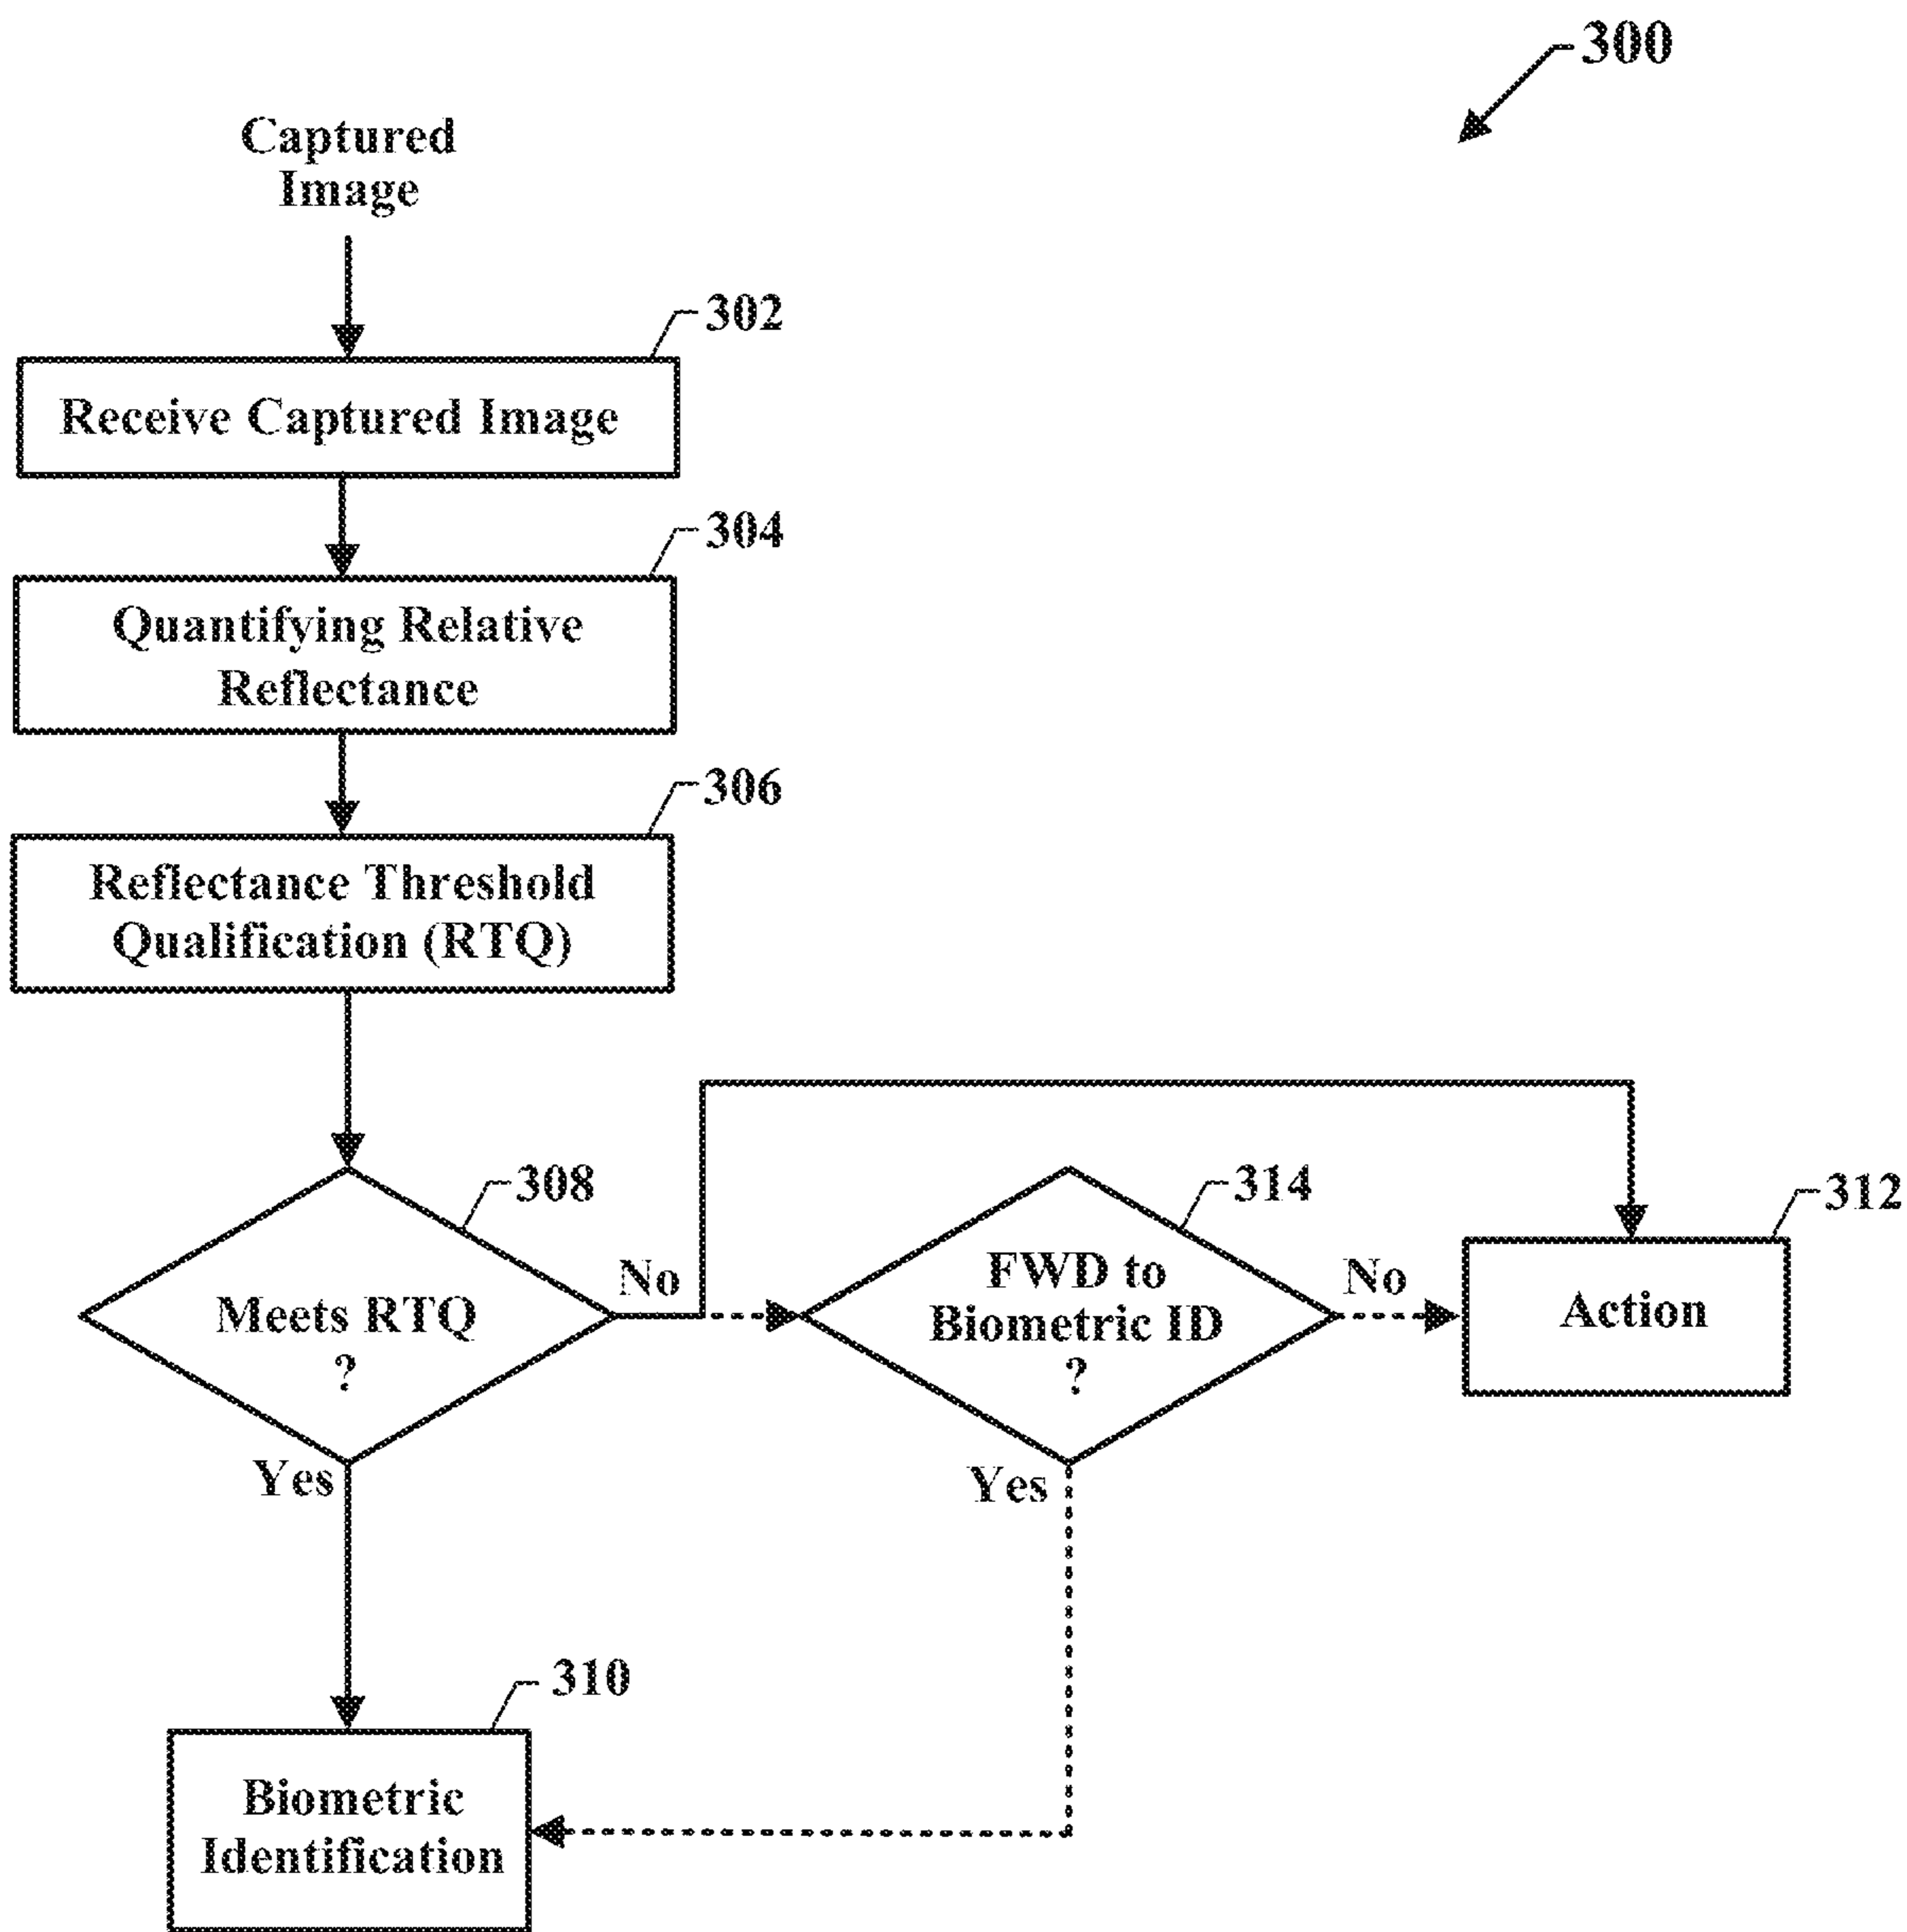 300
Captured
Image
302
Receive Captured Image
304
Quantifying Relative
Reflectance
306
Reflectance Threshold
Qualification (RTQ)
308
Meets RTQ
?
No
Yes
314
FWD to
Biometric ID
?
No
Yes
312
Action
310
Biometric
Identification